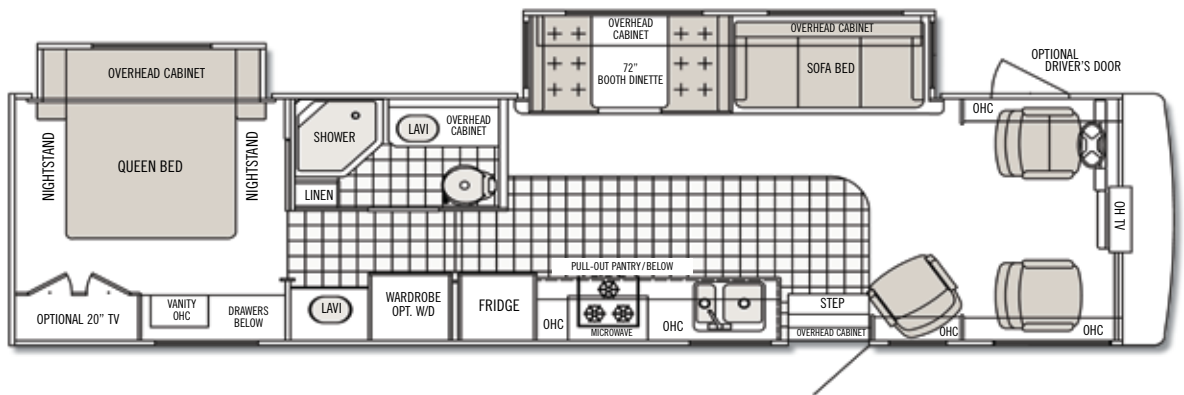 OVERHEAD CABINET
NIGHTSTAND
QUEEN BED
NIGHTSTAND
OPTIONAL 20" TV
VANITY
OHC
DRAWERS
BELOW
SHOWER
LAVI
OVERHEAD
CABINET
LINEN
LAVI
WARDROBE
OPT. W/D
FRIDGE
OVERHEAD
CABINET
72"
BOOTH DINETTE
OVERHEAD CABINET
SOFA BED
PULL-OUT PANTRY/BELOW
OHC
MICROWAVE
OHC
STEP
OVERHEAD CABINET
OPTIONAL
DRIVER'S DOOR
OHC
OH TV
OHC
OHC